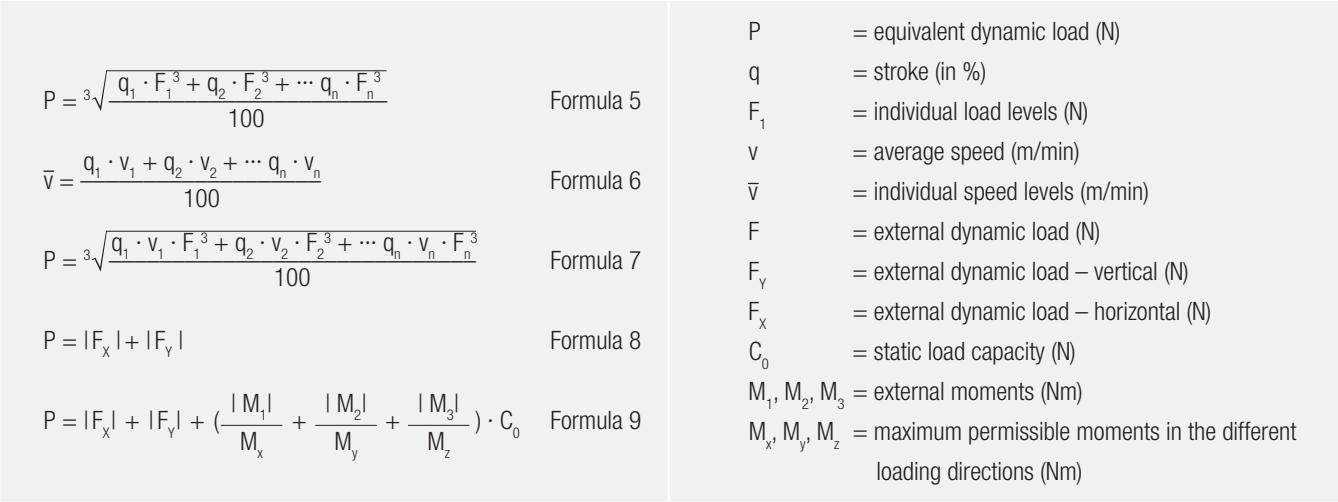 P = ³√((q₁ · F₁³ + q₂ · F₂³ + ··· qₙ · Fₙ³) / 100) Formula 5
v̅ = (q₁ · v₁ + q₂ · v₂ + ··· qₙ · vₙ) / 100 Formula 6
P = ³√((q₁ · v₁ · F₁³ + q₂ · v₂ · F₂³ + ··· qₙ · vₙ · Fₙ³) / 100) Formula 7
P = |F_X| + |F_Y| Formula 8
P = |F_X| + |F_Y| + (|M₁| / M_x + |M₂| / M_y + |M₃| / M_z) · C₀ Formula 9
P = equivalent dynamic load (N)
q = stroke (in %)
F₁ = individual load levels (N)
v = average speed (m/min)
v̅ = individual speed levels (m/min)
F = external dynamic load (N)
F_Y = external dynamic load – vertical (N)
F_X = external dynamic load – horizontal (N)
C₀ = static load capacity (N)
M₁, M₂, M₃ = external moments (Nm)
M_x, M_y, M_z = maximum permissible moments in the different
loading directions (Nm)